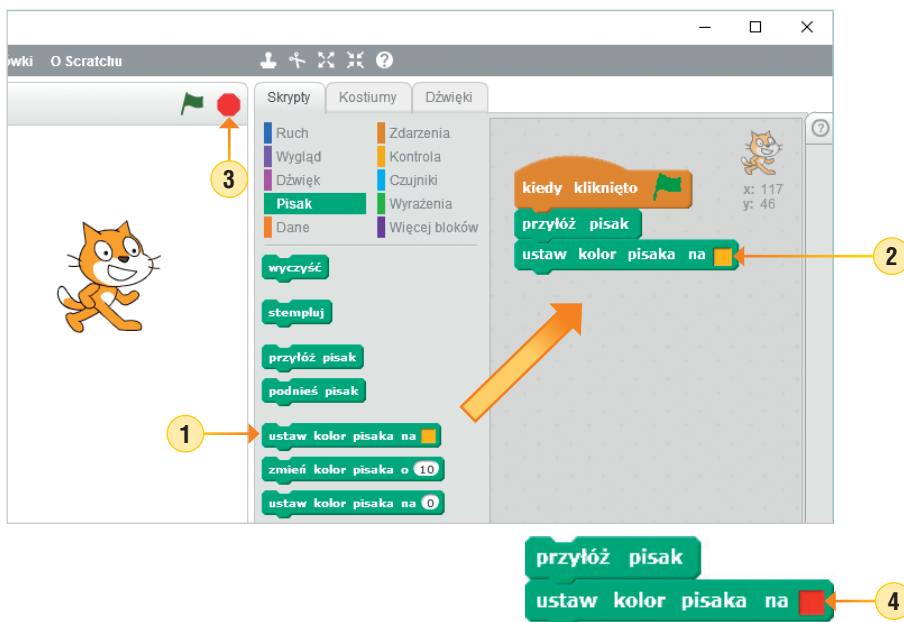 ówki O Scratchu
Skrypty Kostiumy Dźwięki
Ruch Zdarzenia
Wygląd Kontrola
Dźwięk Czujniki
Pisak Wyrażenia
Dane Więcej bloków
wyczyść
stempluj
przyłóż pisak
podnieś pisak
ustaw kolor pisaka na
zmień kolor pisaka o 10
ustaw kolor pisaka na 0
kiedy kliknięto
przyłóż pisak
ustaw kolor pisaka na
x: 117
y: 46
?
?
1
2
3
przyłóż pisak
ustaw kolor pisaka na
4